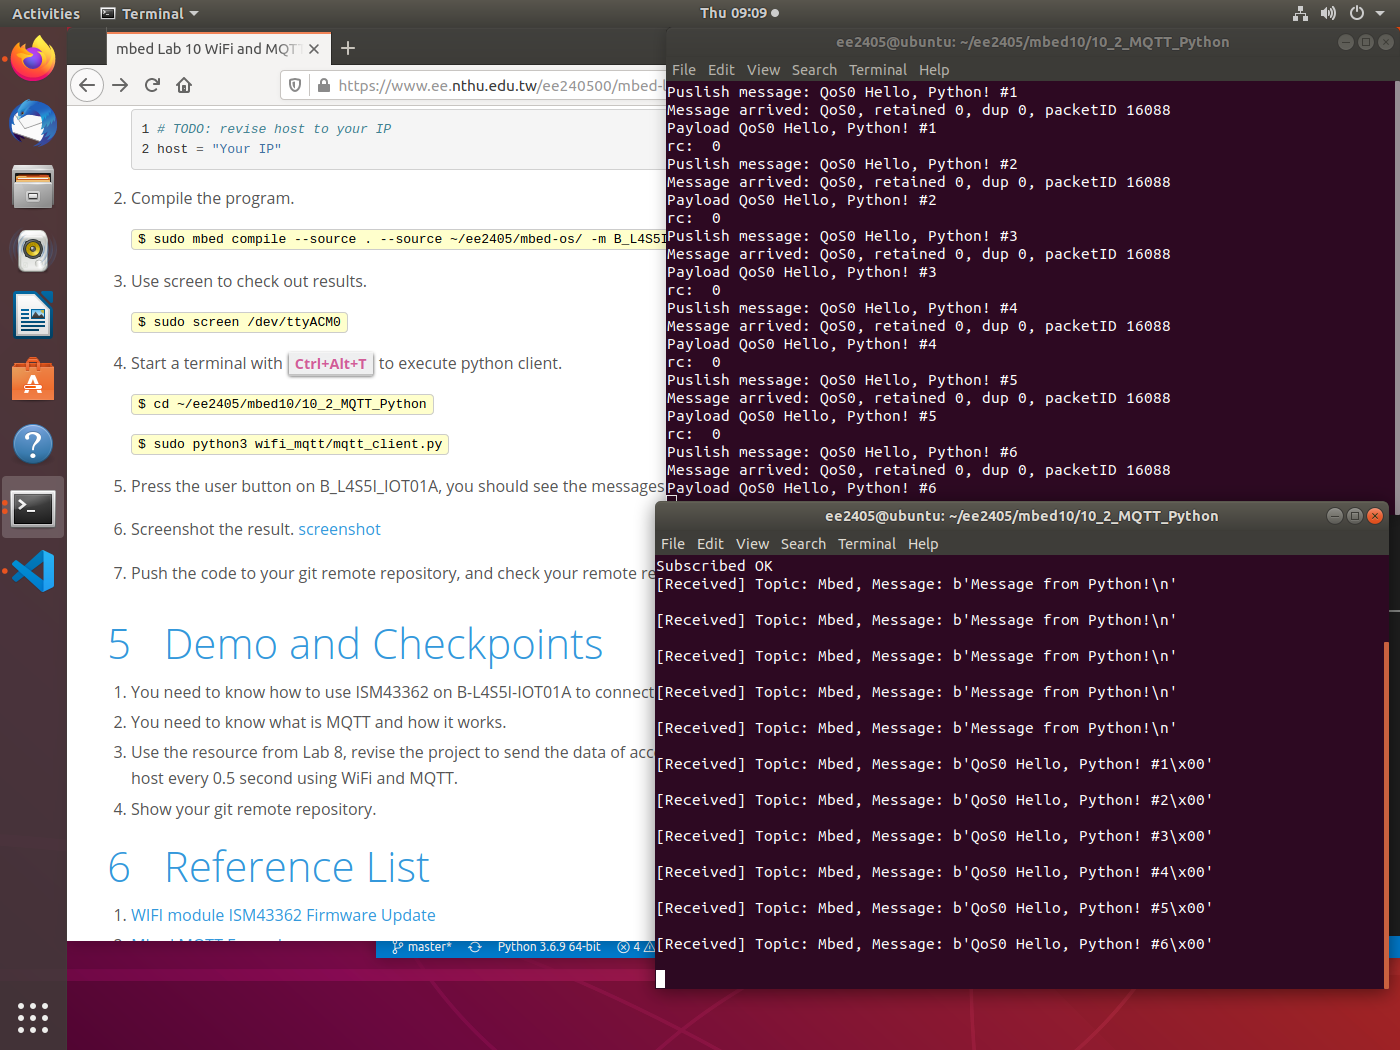 Activities Terminal Thu 09:09
mbed Lab 10 WiFi and MQTT
https://www.ee.nthu.edu.tw/ee240500/mbed-l
1 # TODO: revise host to your IP
2 host = "Your IP"
2. Compile the program.
$ sudo mbed compile --source . --source ~/ee2405/mbed-os/ -m B_L4S5I
3. Use screen to check out results.
$ sudo screen /dev/ttyACM0
4. Start a terminal with Ctrl+Alt+T to execute python client.
$ cd ~/ee2405/mbed10/10_2_MQTT_Python
$ sudo python3 wifi_mqtt/mqtt_client.py
5. Press the user button on B_L4S5I_IOT01A, you should see the messages
6. Screenshot the result. screenshot
7. Push the code to your git remote repository, and check your remote re
5 Demo and Checkpoints
1. You need to know how to use ISM43362 on B-L4S5I-IOT01A to connect
2. You need to know what is MQTT and how it works.
3. Use the resource from Lab 8, revise the project to send the data of acc
host every 0.5 second using WiFi and MQTT.
4. Show your git remote repository.
6 Reference List
1. WIFI module ISM43362 Firmware Update
master* Python 3.6.9 64-bit 4
ee2405@ubuntu: ~/ee2405/mbed10/10_2_MQTT_Python
File Edit View Search Terminal Help
Puslish message: QoS0 Hello, Python! #1
Message arrived: QoS0, retained 0, dup 0, packetID 16088
Payload QoS0 Hello, Python! #1
rc:  0
Puslish message: QoS0 Hello, Python! #2
Message arrived: QoS0, retained 0, dup 0, packetID 16088
Payload QoS0 Hello, Python! #2
rc:  0
Puslish message: QoS0 Hello, Python! #3
Message arrived: QoS0, retained 0, dup 0, packetID 16088
Payload QoS0 Hello, Python! #3
rc:  0
Puslish message: QoS0 Hello, Python! #4
Message arrived: QoS0, retained 0, dup 0, packetID 16088
Payload QoS0 Hello, Python! #4
rc:  0
Puslish message: QoS0 Hello, Python! #5
Message arrived: QoS0, retained 0, dup 0, packetID 16088
Payload QoS0 Hello, Python! #5
rc:  0
Puslish message: QoS0 Hello, Python! #6
Message arrived: QoS0, retained 0, dup 0, packetID 16088
Payload QoS0 Hello, Python! #6
ee2405@ubuntu: ~/ee2405/mbed10/10_2_MQTT_Python
File Edit View Search Terminal Help
Subscribed OK
[Received] Topic: Mbed, Message: b'Message from Python!\n'
[Received] Topic: Mbed, Message: b'Message from Python!\n'
[Received] Topic: Mbed, Message: b'Message from Python!\n'
[Received] Topic: Mbed, Message: b'Message from Python!\n'
[Received] Topic: Mbed, Message: b'Message from Python!\n'
[Received] Topic: Mbed, Message: b'QoS0 Hello, Python! #1\x00'
[Received] Topic: Mbed, Message: b'QoS0 Hello, Python! #2\x00'
[Received] Topic: Mbed, Message: b'QoS0 Hello, Python! #3\x00'
[Received] Topic: Mbed, Message: b'QoS0 Hello, Python! #4\x00'
[Received] Topic: Mbed, Message: b'QoS0 Hello, Python! #5\x00'
[Received] Topic: Mbed, Message: b'QoS0 Hello, Python! #6\x00'